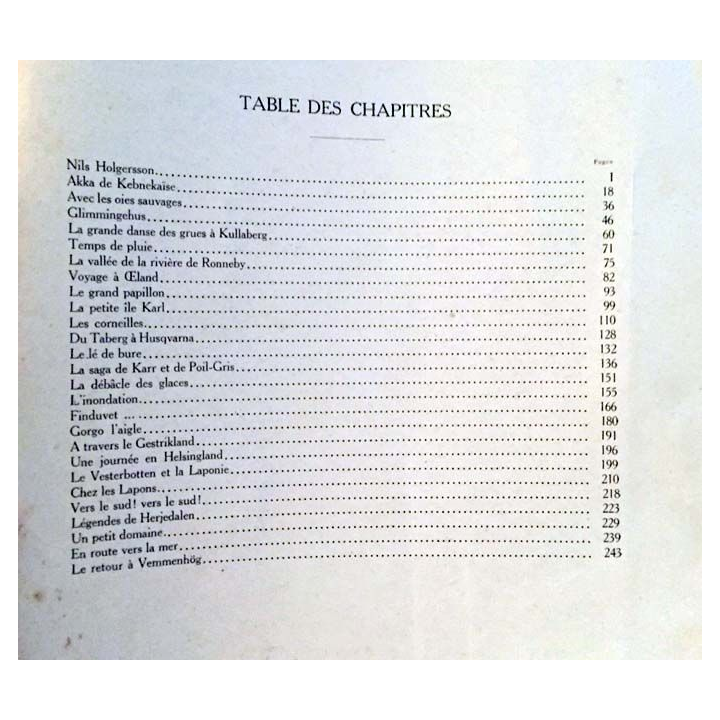 TABLE DES CHAPITRES
Pages
Nils Holgersson 1
Akka de Kebnekaïse 18
Avec les oies sauvages 36
Glimmingehus 46
La grande danse des grues à Kullaberg 60
Temps de pluie 71
La vallée de la rivière de Ronneby 75
Voyage à Œland 82
Le grand papillon 93
La petite île Karl 99
Les corneilles 110
Du Taberg à Husqvarna 128
Le lé de bure 132
La saga de Karr et de Poil-Gris 136
La débâcle des glaces 151
L'inondation 155
Finduvet 166
Gorgo l'aigle 180
A travers le Gestrikland 191
Une journée en Helsingland 196
Le Vesterbotten et la Laponie 199
Chez les Lapons 210
Vers le sud! vers le sud! 218
Légendes de Herjedalen 223
Un petit domaine 229
En route vers la mer 239
Le retour à Vemmenhög 243